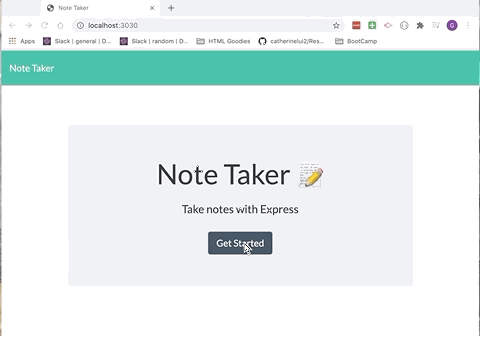 Note Taker
localhost:3030
G
Apps
Slack | general | D...
Slack | random | D...
HTML Goodies
catherinelui2/Res...
BootCamp
Note Taker
Note Taker
Take notes with Express
Get Started